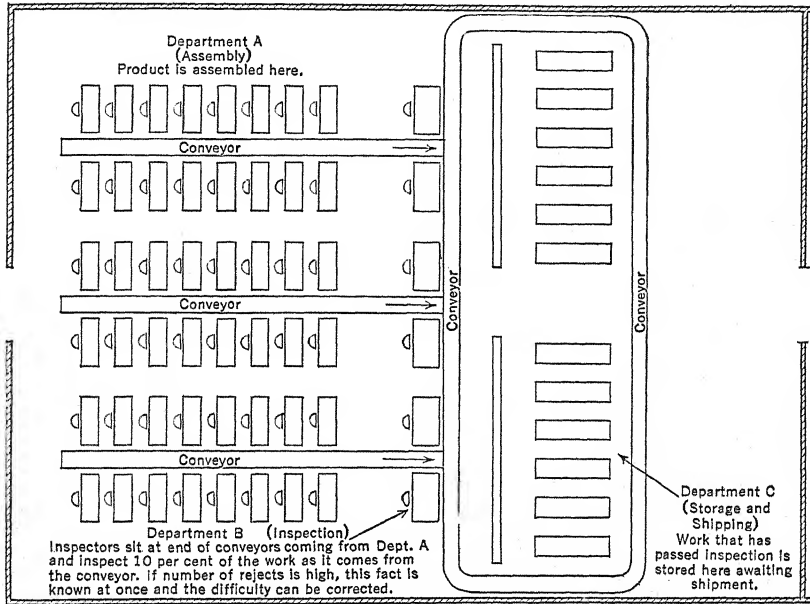 Department A
(Assembly)
Product is assembled here.
Conveyor
Conveyor
Conveyor
Conveyor
Conveyor
Department B (Inspection)
Inspectors sit at end of conveyors coming from Dept. A
and inspect 10 per cent of the work as it comes from
the conveyor. If number of rejects is high, this fact is
known at once and the difficulty can be corrected.
Department C
(Storage and
Shipping)
Work that has
passed inspection is
stored here awaiting
shipment.